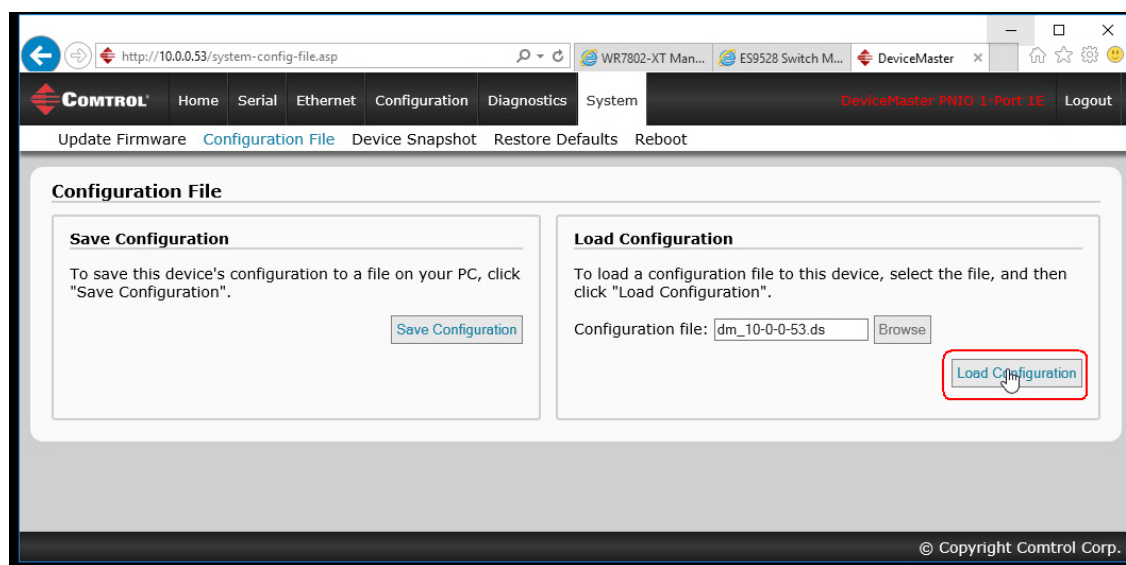 http://10.0.0.53/system-config-file.asp
WR7802-XT Man... ES9528 Switch M... DeviceMaster
COMTROL Home Serial Ethernet Configuration Diagnostics System DeviceMaster PNIO 1-Port 1E Logout
Update Firmware Configuration File Device Snapshot Restore Defaults Reboot
Configuration File
Save Configuration
To save this device's configuration to a file on your PC, click
"Save Configuration".
Save Configuration
Load Configuration
To load a configuration file to this device, select the file, and then
click "Load Configuration".
Configuration file: dm_10-0-0-53.ds Browse
Load Configuration
© Copyright Comtrol Corp.